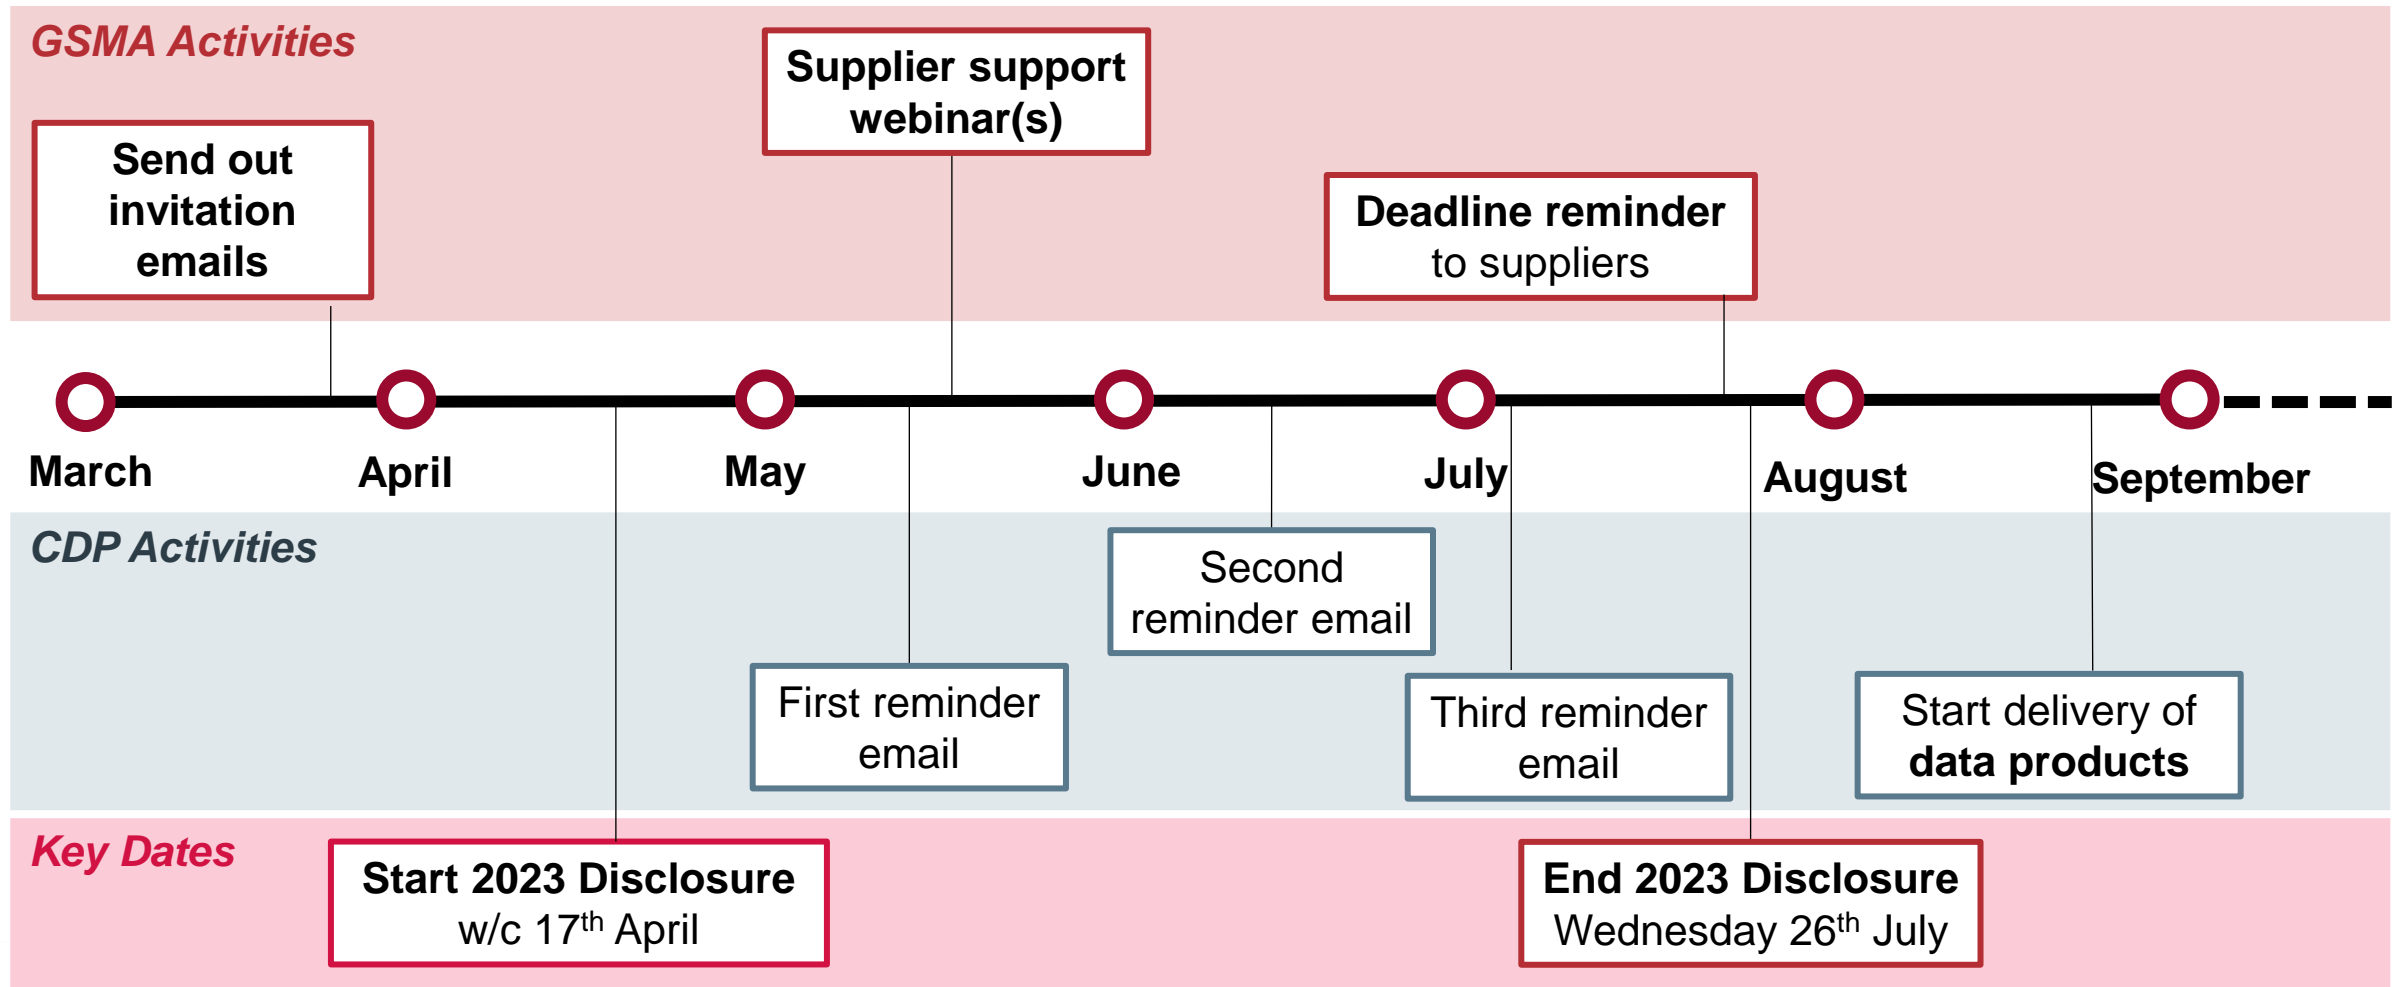 GSMA Activities
Supplier support
webinar(s)
Send out
invitation
emails
Deadline reminder
to suppliers
March
April
May
June
July
August
September
CDP Activities
Second
reminder email
First reminder
email
Third reminder
email
Start delivery of
data products
Key Dates
Start 2023 Disclosure
w/c 17th April
End 2023 Disclosure
Wednesday 26th July